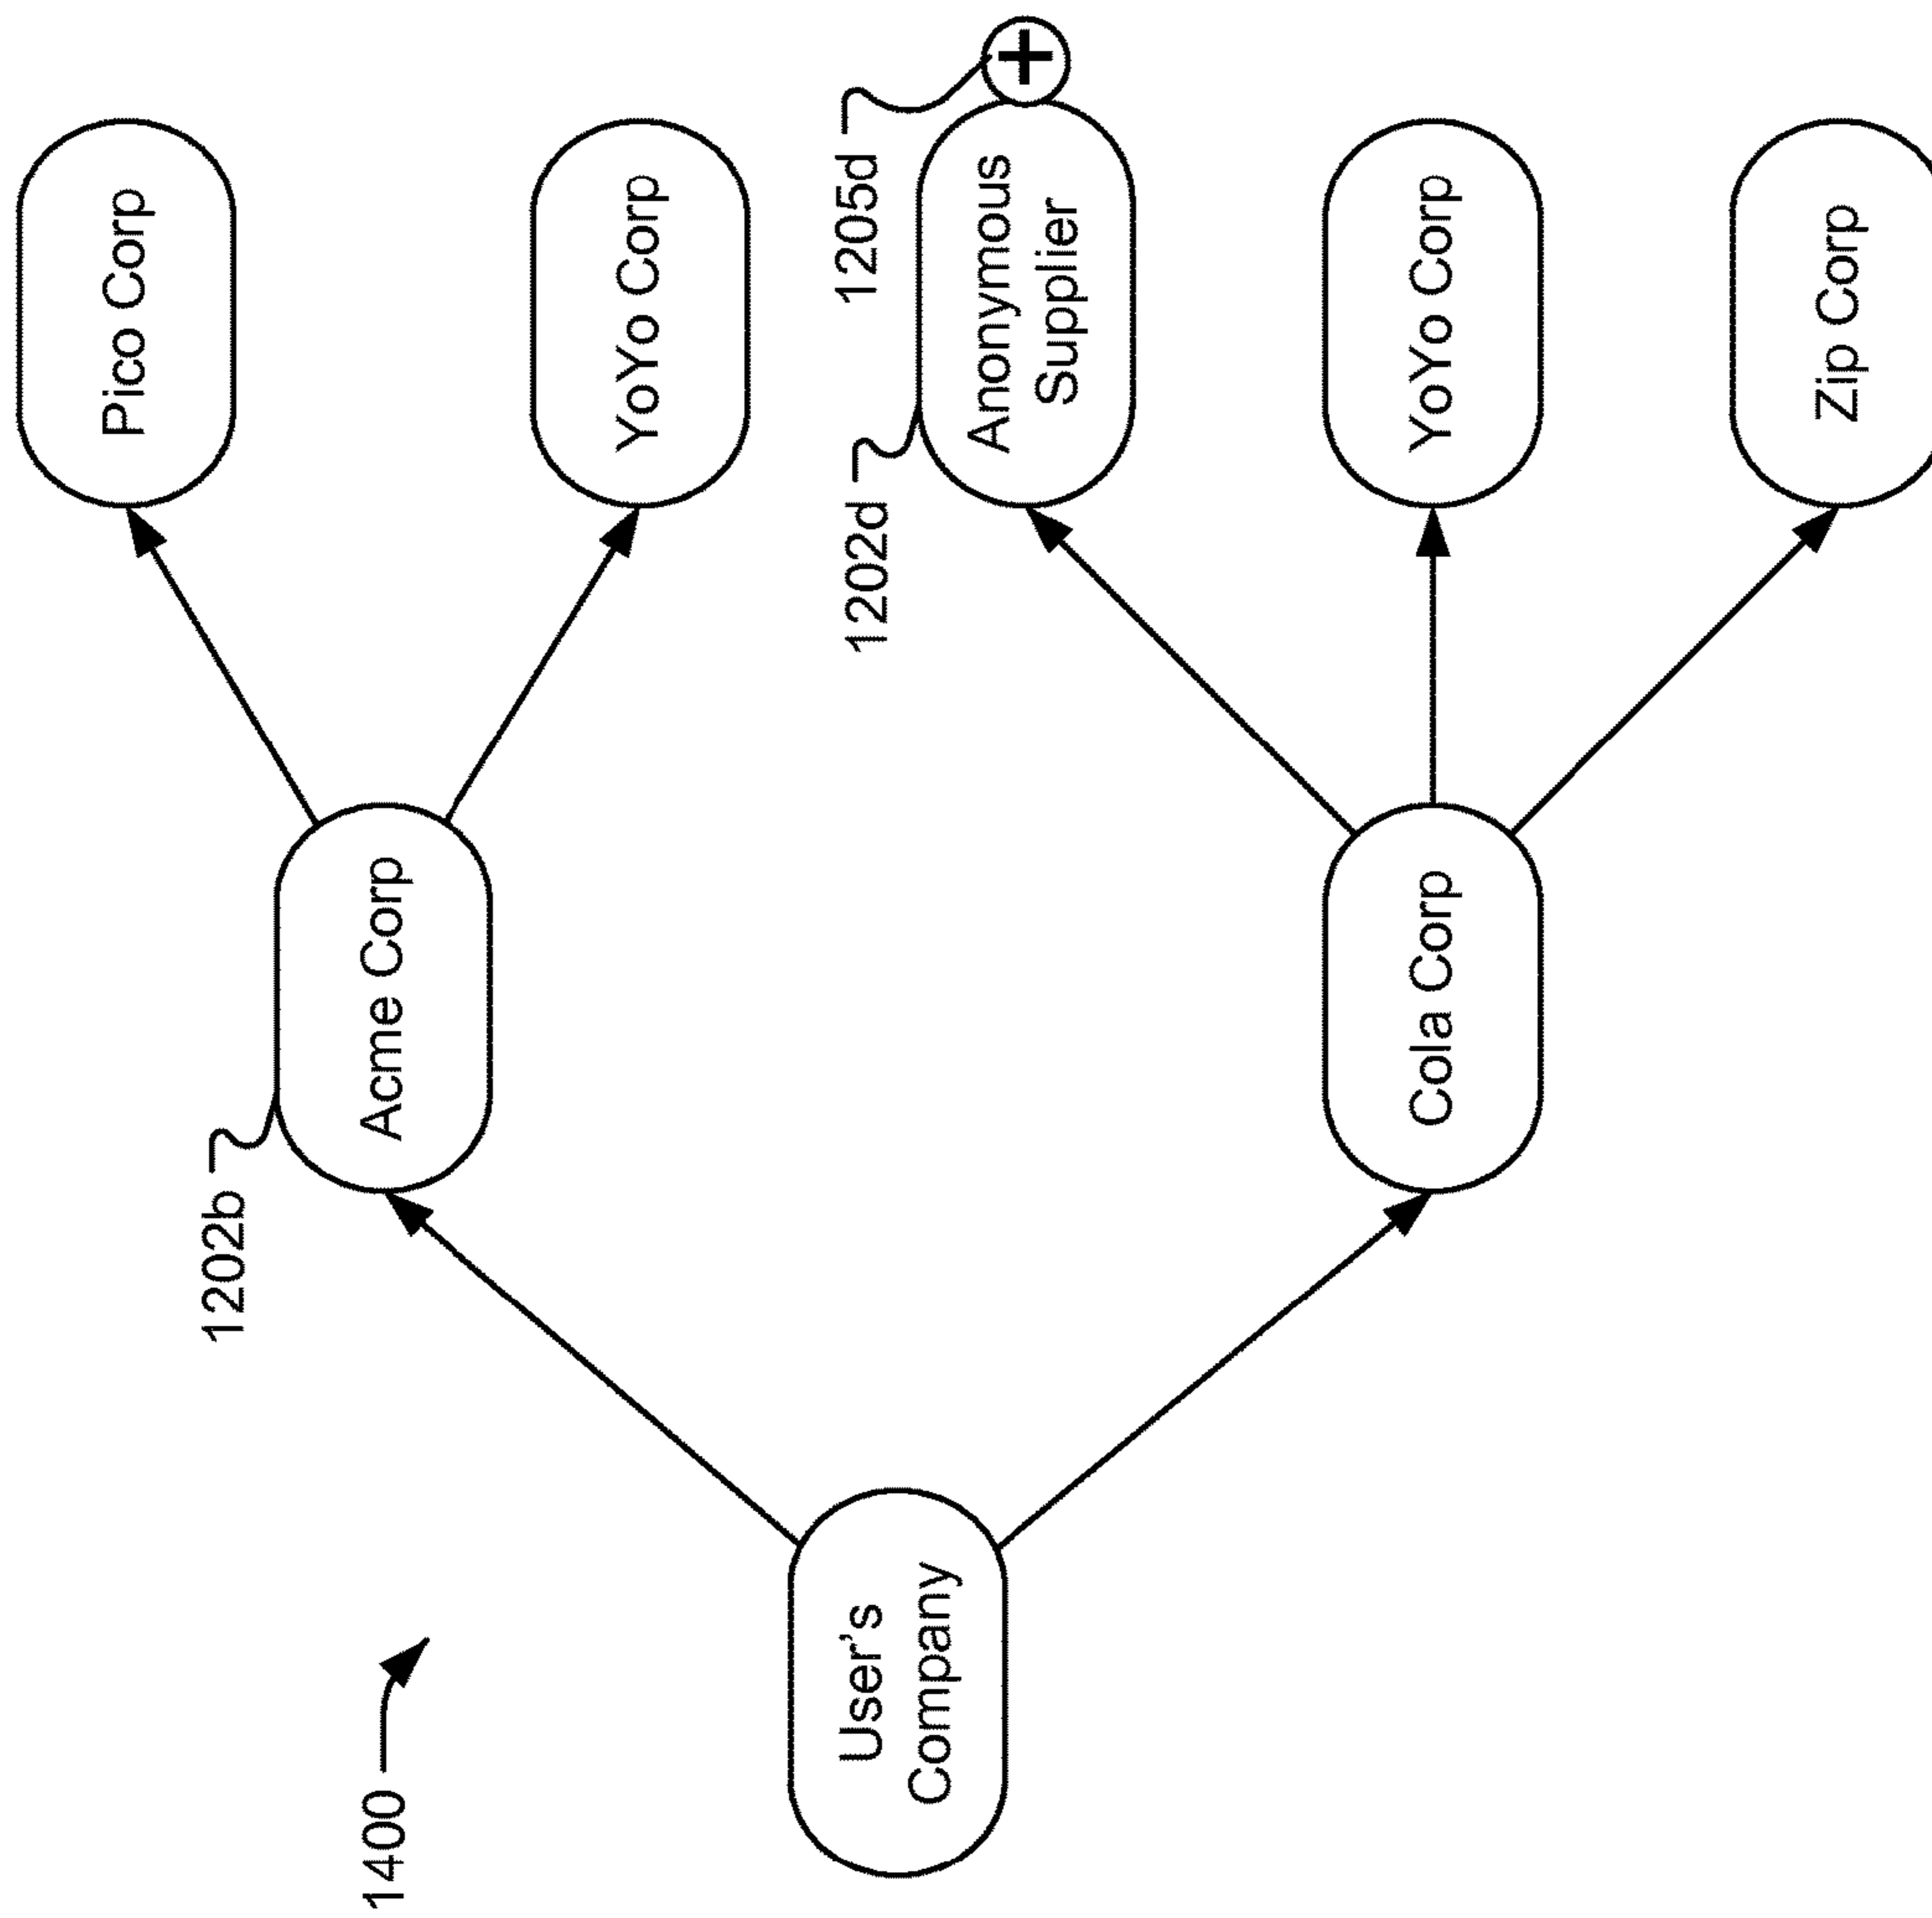 1400
User's
Company
1202b
Acme Corp
Cola Corp
Pico Corp
YoYo Corp
1202d
1205d
Anonymous
Supplier
+
YoYo Corp
Zip Corp